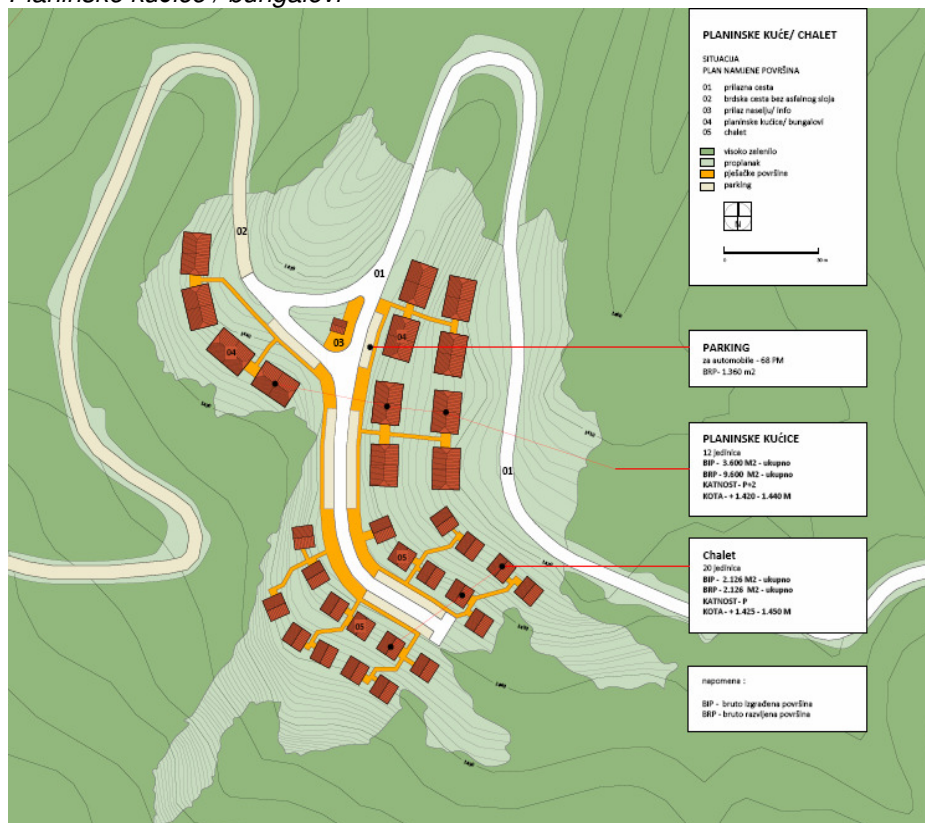 Planinske kućice / bungalovi
PLANINSKE KUĆE/ CHALET
SITUACIJA
PLAN NAMJENE POVRŠINA
01 prilazna cesta
02 brdska cesta bez asfalnog sloja
03 prilaz naselju/ info
04 planinske kućice/ bungalovi
05 chalet
visoko zelenilo
proplanak
pješačke površine
parking
N
0
02
01
03
04
04
01
05
05
PARKING
za automobile - 68 PM
BRP- 1.360 m2
PLANINSKE KUĆICE
12 jedinica
BIP - 3.600 M2 - ukupno
BRP - 9.600 M2 - ukupno
KATNOST - P+2
KOTA - + 1.420 - 1.440 M
Chalet
20 jedinica
BIP - 2.126 M2 - ukupno
BRP - 2.126 M2 - ukupno
KATNOST - P
KOTA - + 1.425 - 1.450 M
napomena :
BIP - bruto izgrađena površina
BRP - bruto razvijena površina